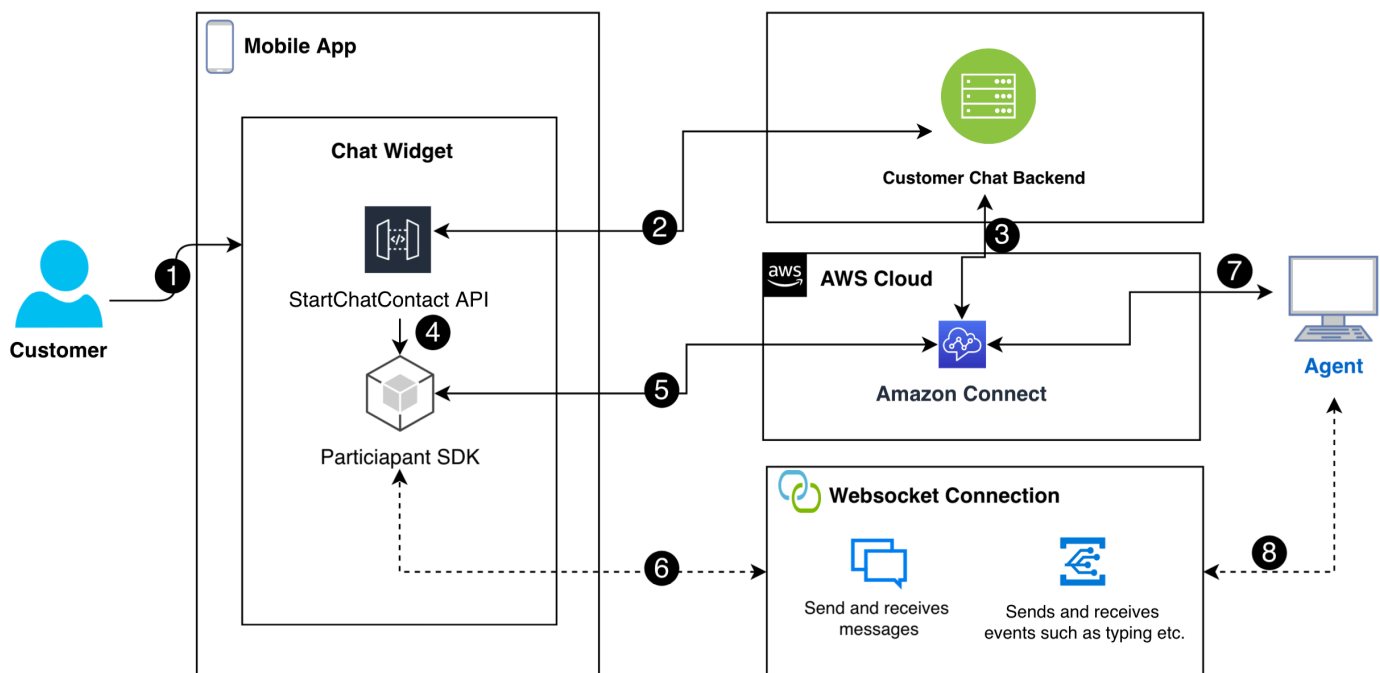 Mobile App
Chat Widget
StartChatContact API
Particiapant SDK
Customer
1
2
3
4
5
6
7
8
Customer Chat Backend
aws
AWS Cloud
Amazon Connect
Agent
Websocket Connection
Send and receives
messages
Sends and receives
events such as typing etc.